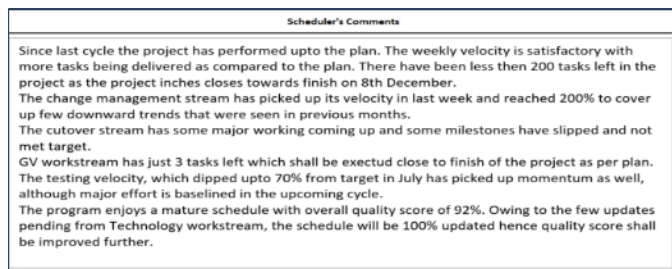 Scheduler's Comments
Since last cycle the project has performed upto the plan. The weekly velocity is satisfactory with
more tasks being delivered as compared to the plan. There have been less then 200 tasks left in the
project as the project inches closes towards finish on 8th December.
The change management stream has picked up its velocity in last week and reached 200% to cover
up few downward trends that were seen in previous months.
The cutover stream has some major working coming up and some milestones have slipped and not
met target.
GV workstream has just 3 tasks left which shall be exectud close to finish of the project as per plan.
The testing velocity, which dipped upto 70% from target in July has picked up momentum as well,
although major effort is baselined in the upcoming cycle.
The program enjoys a mature schedule with overall quality score of 92%. Owing to the few updates
pending from Technology workstream, the schedule will be 100% updated hence quality score shall
be improved further.